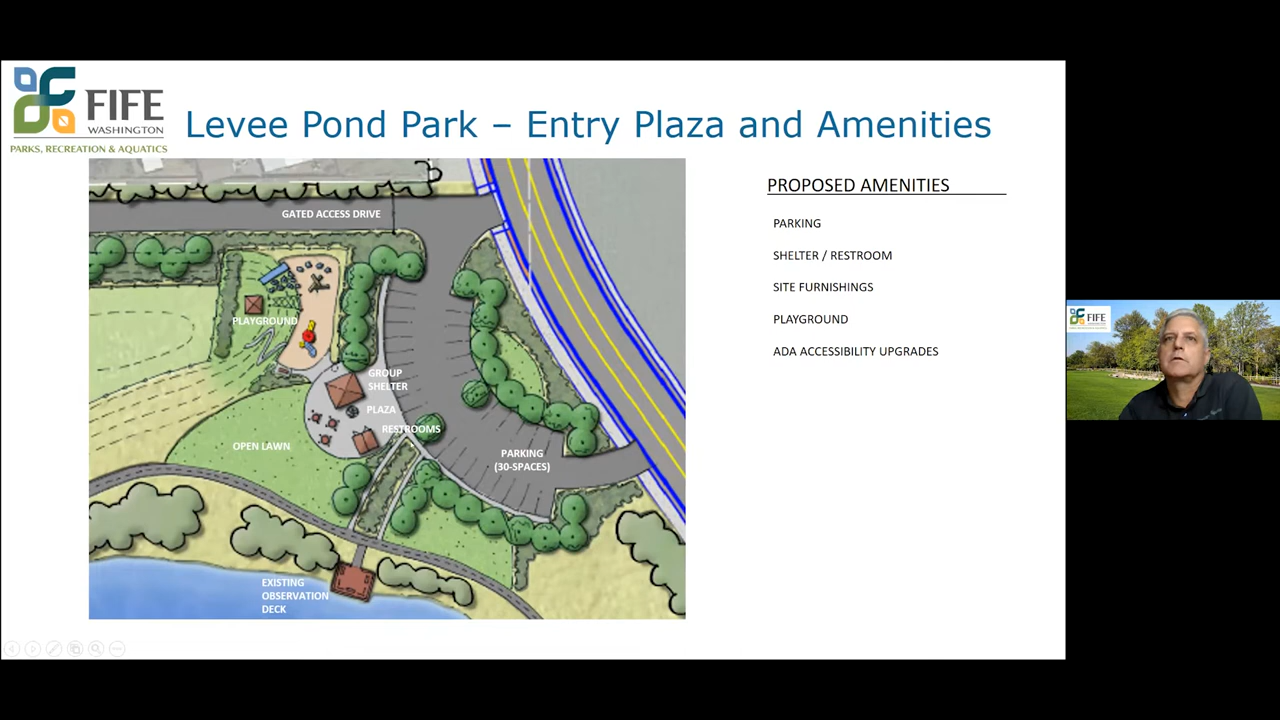 FIFE
WASHINGTON
PARKS, RECREATION & AQUATICS
Levee Pond Park – Entry Plaza and Amenities
GATED ACCESS DRIVE
PLAYGROUND
GROUP
SHELTER
PLAZA
RESTROOMS
OPEN LAWN
PARKING
(30-SPACES)
EXISTING
OBSERVATION
DECK
PROPOSED AMENITIES
PARKING
SHELTER / RESTROOM
SITE FURNISHINGS
PLAYGROUND
ADA ACCESSIBILITY UPGRADES
FIFE